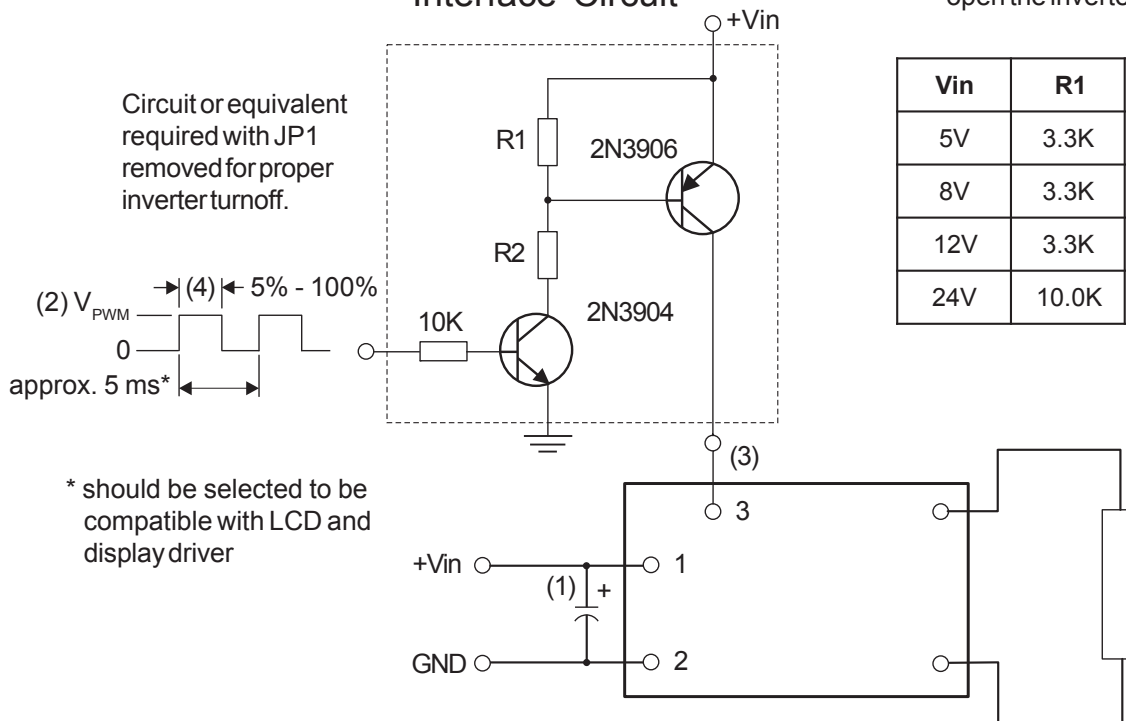 Interface Circuit
+Vin
Circuit or equivalent
required with JP1
removed for proper
inverter turnoff.
R1
2N3906
R2
2N3904
10K
(2) VPWM
(4)
5% - 100%
0
approx. 5 ms*
* should be selected to be
compatible with LCD and
display driver
(3)
3
+Vin
1
(1)
+
GND
2
Vin R1
5V 3.3K
8V 3.3K
12V 3.3K
24V 10.0K